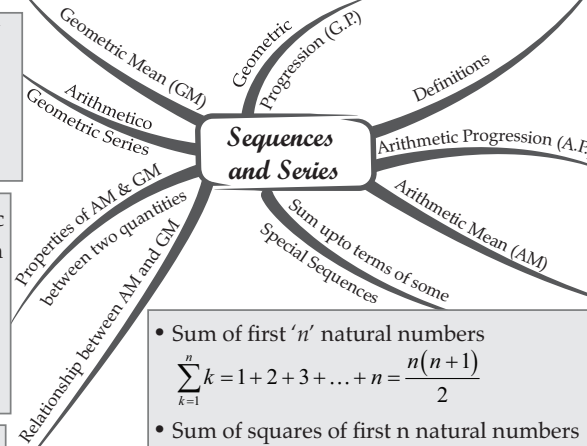 Geometric Mean (GM)
Geometric
Progression (G.P.)
Definitions
Arithmetico
Geometric Series
Sequences
and Series
Arithmetic Progression (A.P.
Properties of AM & GM
between two quantities
Arithmetic Mean (AM)
Sum upto terms of some
Special Sequences
Relationship between AM and GM
• Sum of first 'n' natural numbers
\sum_{k=1}^{n} k = 1+2+3+…+n = \frac{n(n+1)}{2}
• Sum of squares of first n natural numbers